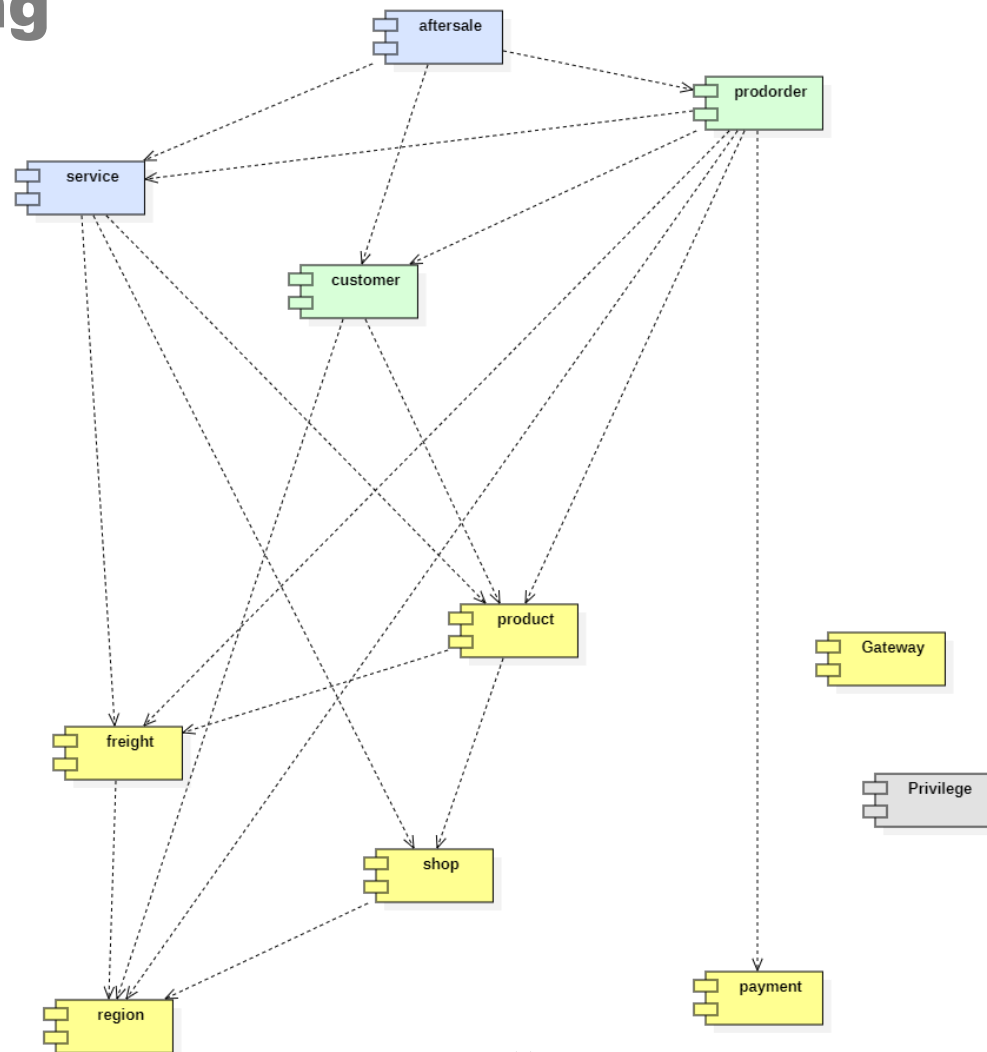 aftersale
prodorder
service
customer
product
Gateway
freight
Privilege
shop
payment
region